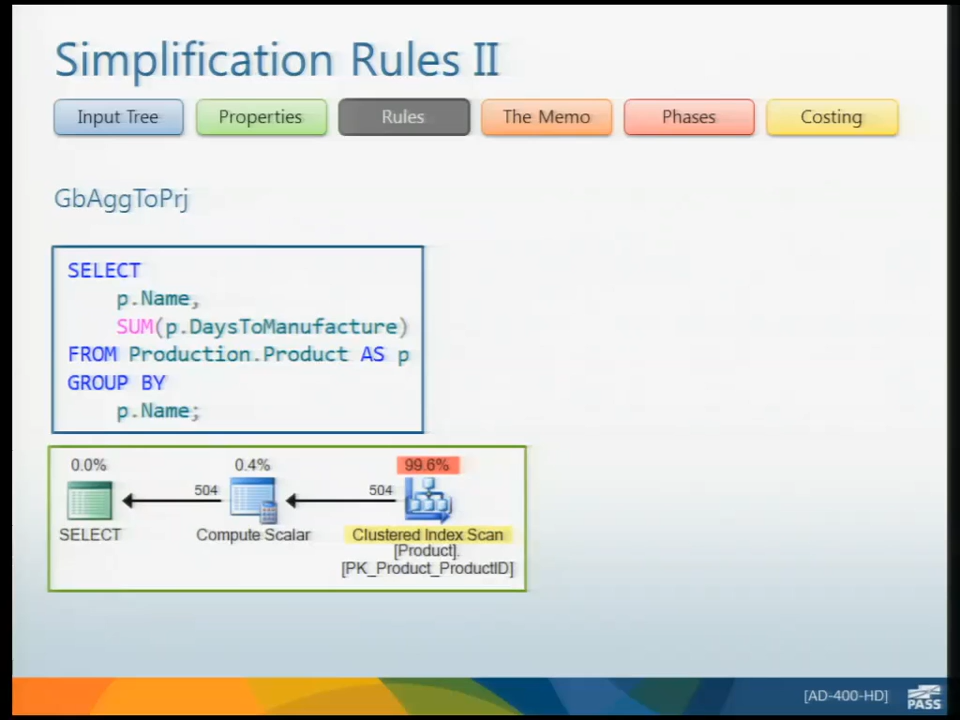 Simplification Rules II
Input Tree
Properties
Rules
The Memo
Phases
Costing
GbAggToPrj
SELECT
p.Name,
SUM(p.DaysToManufacture)
FROM Production.Product AS p
GROUP BY
p.Name;
0.0%
0.4%
99.6%
504
504
SELECT
Compute Scalar
Clustered Index Scan
[Product].
[PK_Product_ProductID]
[AD-400-HD]
PASS